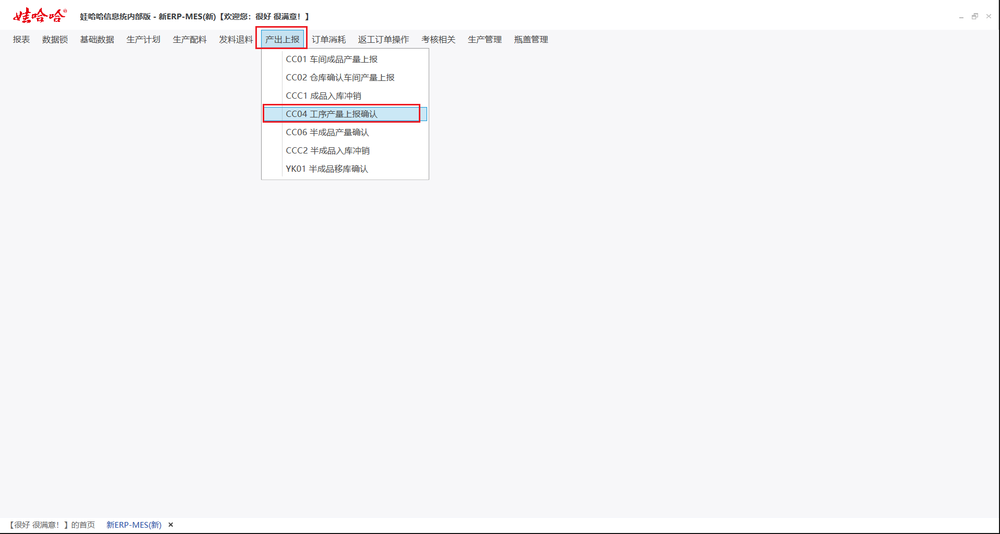 娃哈哈®
娃哈哈信息统内部版 - 新ERP-MES(新)【欢迎您：很好 很满意！】
报表 数据锁 基础数据 生产计划 生产配料 发料退料 产出上报 订单消耗 返工订单操作 考核相关 生产管理 瓶盖管理
CC01 车间成品产量上报
CC02 仓库确认车间产量上报
CCC1 成品入库冲销
CC04 工序产量上报确认
CC06 半成品产量确认
CCC2 半成品入库冲销
YK01 半成品移库确认
【很好 很满意！】的首页 新ERP-MES(新) ×